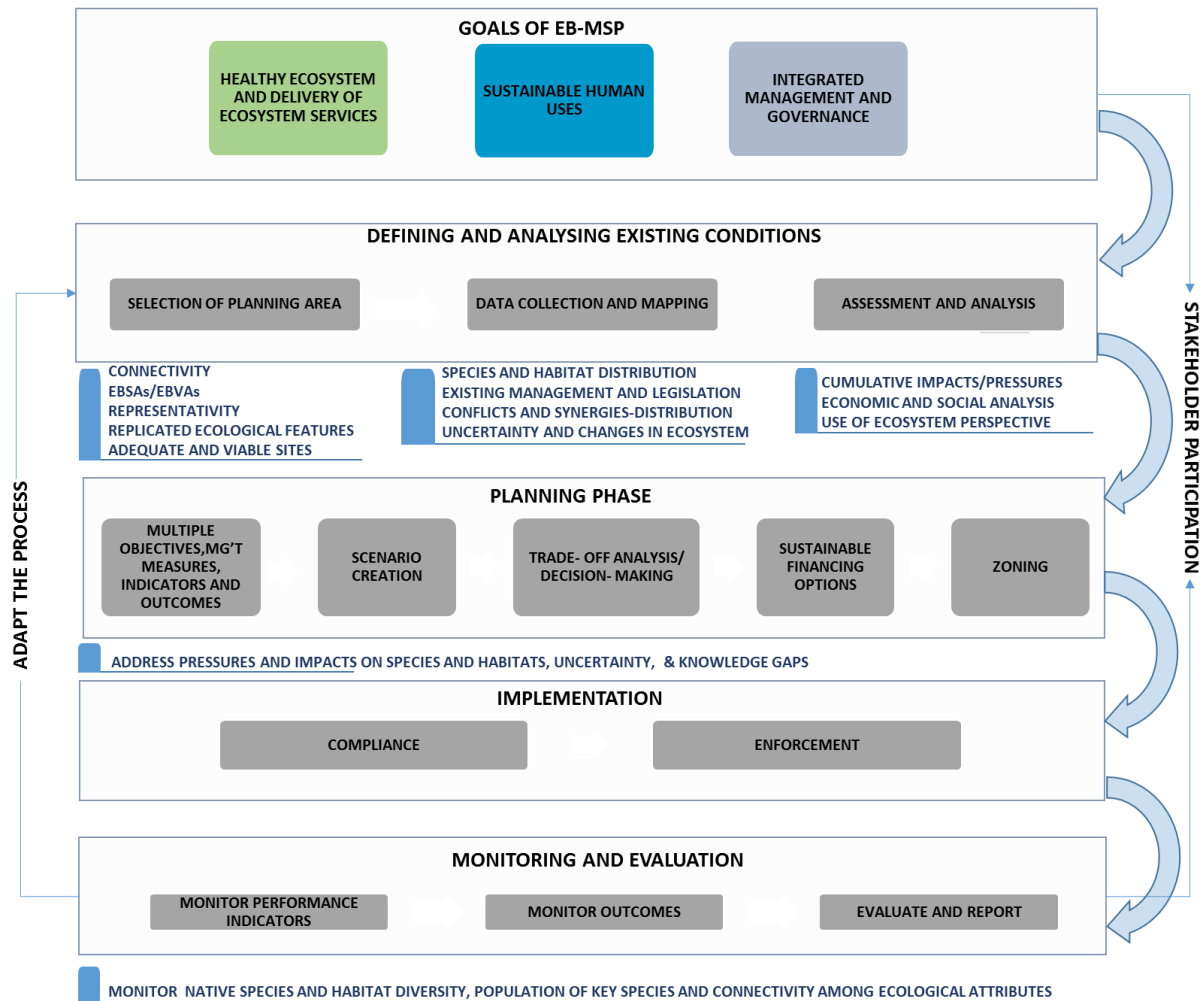 GOALS OF EB-MSP
HEALTHY ECOSYSTEM
AND DELIVERY OF
ECOSYSTEM SERVICES
SUSTAINABLE HUMAN
USES
INTEGRATED
MANAGEMENT AND
GOVERNANCE
DEFINING AND ANALYSING EXISTING CONDITIONS
SELECTION OF PLANNING AREA
DATA COLLECTION AND MAPPING
ASSESSMENT AND ANALYSIS
CONNECTIVITY
EBSAs/EBVAs
REPRESENTATIVITY
REPLICATED ECOLOGICAL FEATURES
ADEQUATE AND VIABLE SITES
SPECIES AND HABITAT DISTRIBUTION
EXISTING MANAGEMENT AND LEGISLATION
CONFLICTS AND SYNERGIES-DISTRIBUTION
UNCERTAINTY AND CHANGES IN ECOSYSTEM
CUMULATIVE IMPACTS/PRESSURES
ECONOMIC AND SOCIAL ANALYSIS
USE OF ECOSYSTEM PERSPECTIVE
PLANNING PHASE
MULTIPLE
OBJECTIVES,MG'T
MEASURES,
INDICATORS AND
OUTCOMES
SCENARIO
CREATION
TRADE- OFF ANALYSIS/
DECISION- MAKING
SUSTAINABLE
FINANCING
OPTIONS
ZONING
ADDRESS PRESSURES AND IMPACTS ON SPECIES AND HABITATS, UNCERTAINTY, & KNOWLEDGE GAPS
IMPLEMENTATION
COMPLIANCE
ENFORCEMENT
MONITORING AND EVALUATION
MONITOR PERFORMANCE
INDICATORS
MONITOR OUTCOMES
EVALUATE AND REPORT
MONITOR NATIVE SPECIES AND HABITAT DIVERSITY, POPULATION OF KEY SPECIES AND CONNECTIVITY AMONG ECOLOGICAL ATTRIBUTES
ADAPT THE PROCESS
STAKEHOLDER PARTICIPATION